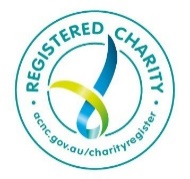 REGISTERED CHARITY
acnc.gov.au/charityregister